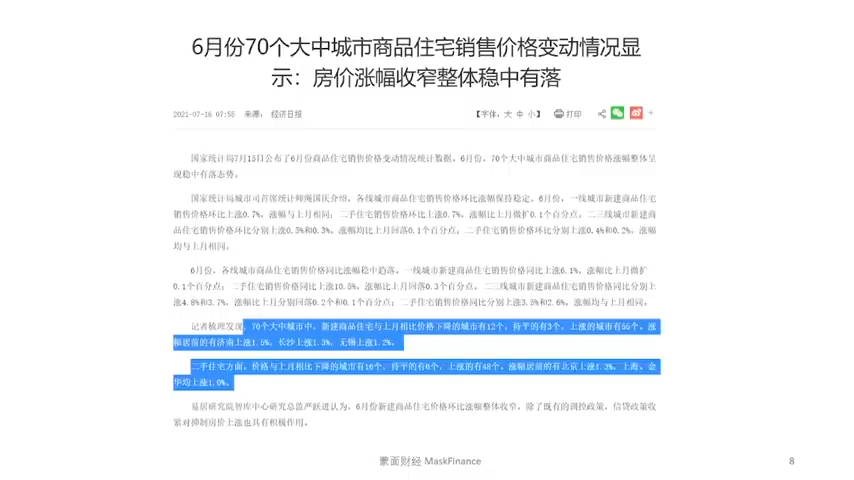 6月份70个大中城市商品住宅销售价格变动情况显
示：房价涨幅收窄整体稳中有落
2021-07-16 07:55 来源： 经济日报 【字体：大 中 小】 打印
国家统计局7月15日公布了6月份商品住宅销售价格变动情况统计数据。6月份，70个大中城市商品住宅销售价格涨幅整体呈
现稳中有落态势。
国家统计局城市司首席统计师绳国庆介绍，各线城市商品住宅销售价格环比涨幅保持稳定。6月份，一线城市新建商品住宅
销售价格环比上涨0.7%，涨幅与上月相同；二手住宅销售价格环比上涨0.7%，涨幅比上月微扩0.1个百分点。二三线城市新建商
品住宅销售价格环比分别上涨0.5%和0.3%，涨幅均比上月回落0.1个百分点；二手住宅销售价格环比分别上涨0.4%和0.2%，涨幅
均与上月相同。
6月份，各线城市商品住宅销售价格同比涨幅稳中趋落。一线城市新建商品住宅销售价格同比上涨6.1%，涨幅比上月微扩
0.1个百分点；二手住宅销售价格同比上涨10.5%，涨幅比上月回落0.3个百分点。二三线城市新建商品住宅销售价格同比分别上
涨4.8%和3.7%，涨幅比上月分别回落0.2个和0.1个百分点；二手住宅销售价格同比分别上涨3.5%和2.6%，涨幅均与上月相同。
记者梳理发现，70个大中城市中，新建商品住宅与上月相比价格下降的城市有12个，持平的有3个，上涨的城市有55个。涨
幅居前的有济南上涨1.5%，长沙上涨1.3%，无锡上涨1.2%。
二手住宅方面，价格与上月相比下降的城市有16个，持平的有6个，上涨的有48个。涨幅居前的有北京上涨1.3%，上海、金
华均上涨1.0%。
易居研究院智库中心研究总监严跃进认为，6月份新建商品住宅价格环比涨幅整体收窄，除了既有的调控政策，信贷政策收
紧对抑制房价上涨也具有积极作用。
蒙面财经 MaskFinance 8